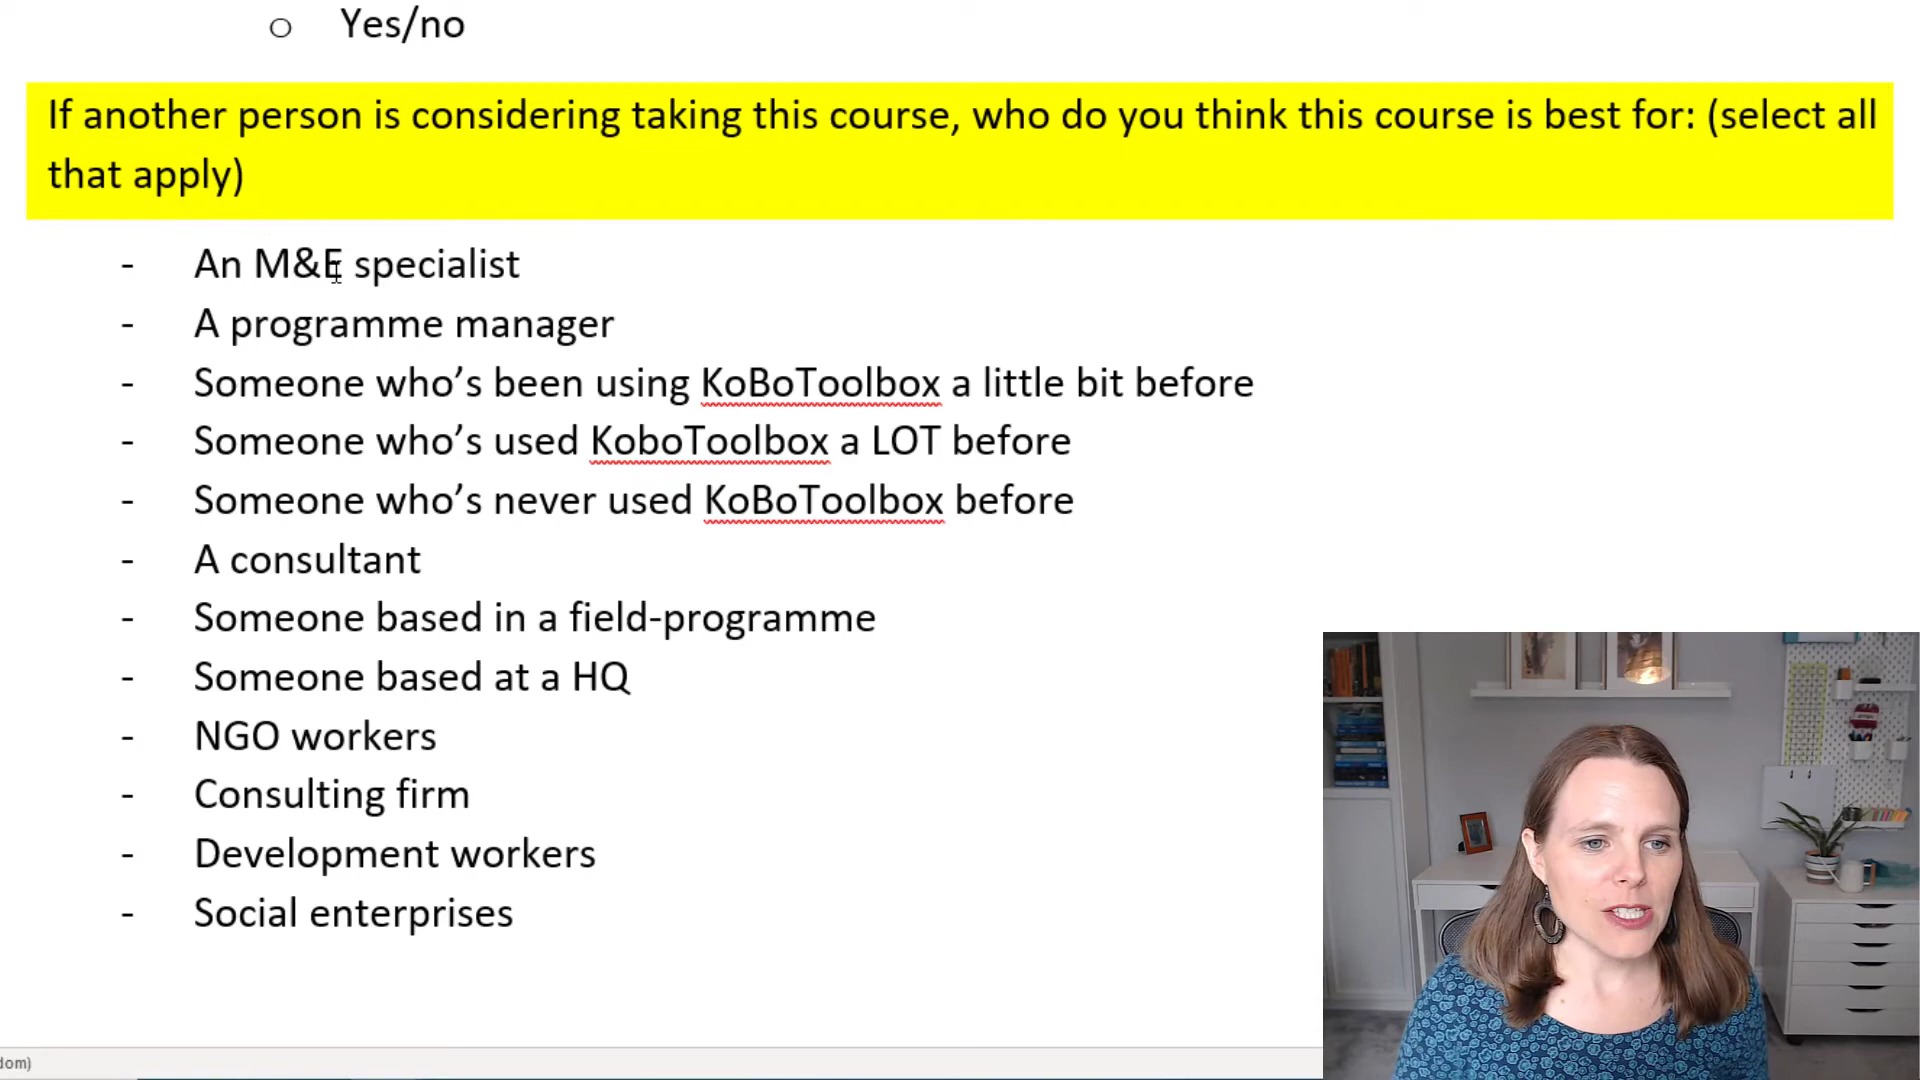 o Yes/no
If another person is considering taking this course, who do you think this course is best for: (select all
that apply)
- An M&E specialist
- A programme manager
- Someone who’s been using KoBoToolbox a little bit before
- Someone who’s used KoboToolbox a LOT before
- Someone who’s never used KoBoToolbox before
- A consultant
- Someone based in a field-programme
- Someone based at a HQ
- NGO workers
- Consulting firm
- Development workers
- Social enterprises
dom)